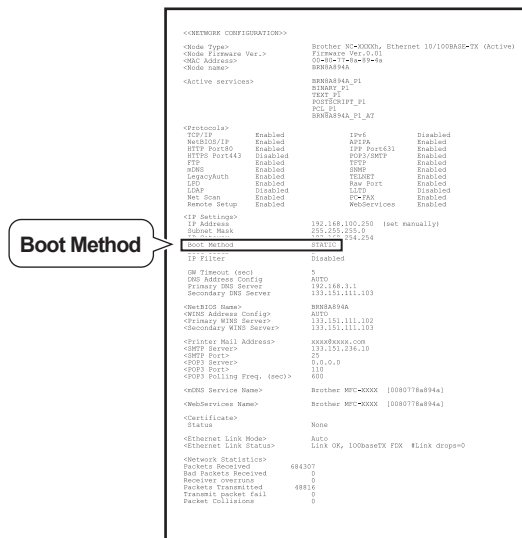 <<NETWORK CONFIGURATION>>
<Node Type> Brother NC-XXXXh, Ethernet 10/100BASE-TX (Active)
<Node Firmware Ver.> Firmware Ver.0.01
<MAC Address> 00-80-77-8a-89-4a
<Node name> BRN8A894A
<Active services> BRN8A894A_P1
BINARY_P1
TEXT_P1
POSTSCRIPT_P1
PCL_P1
BRN8A894A_P1_AT
<Protocols>
TCP/IP Enabled IPv6 Disabled
NetBIOS/IP Enabled APIPA Enabled
HTTP Port80 Enabled IPP Port631 Enabled
HTTPS Port443 Disabled POP3/SMTP Enabled
FTP Enabled TFTP Enabled
mDNS Enabled SNMP Enabled
LegacyAuth Enabled TELNET Enabled
LPD Enabled Raw Port Enabled
LDAP Disabled LLTD Disabled
Net Scan Enabled PC-FAX Enabled
Remote Setup Enabled WebServices Enabled
<IP Settings>
IP Address 192.168.100.250 (set manually)
Subnet Mask 255.255.255.0
254.254
Boot Method
Boot Method STATIC
IP Filter Disabled
GW Timeout (sec) 5
DNS Address Config AUTO
Primary DNS Server 192.168.3.1
Secondary DNS Server 133.151.111.103
<NetBIOS Name> BRN8A894A
<WINS Address Config> AUTO
<Primary WINS Server> 133.151.111.102
<Secondary WINS Server> 133.151.111.103
<Printer Mail Address> xxxx@xxxx.com
<SMTP Server> 133.151.236.10
<SMTP Port> 25
<POP3 Server> 0.0.0.0
<POP3 Port> 110
<POP3 Polling Freq. (sec)> 600
<mDNS Service Name> Brother MFC-XXXX [0080778a894a]
<WebServices Name> Brother MFC-XXXX [0080778a894a]
<Certificate>
Status None
<Ethernet Link Mode> Auto
<Ethernet Link Status> Link OK, 100baseTX FDX #Link drops=0
<Network Statistics>
Packets Received 684307
Bad Packets Received 0
Receiver overruns 0
Packets Transmitted 48816
Transmit packet fail 0
Packet Collisions 0